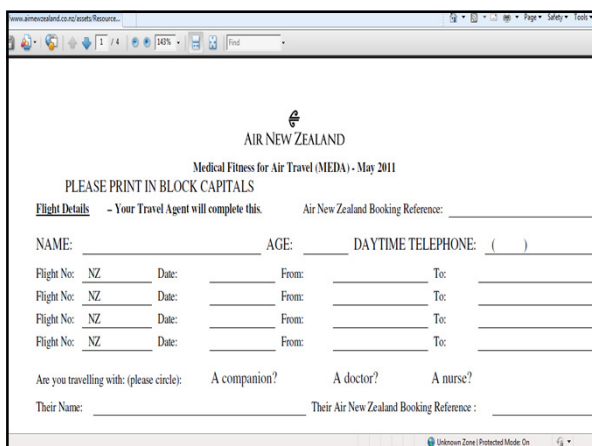 www.airnewzealand.co.nz/assets/Resource...
Page Safety Tools
1 / 4 143% Find
AIR NEW ZEALAND
Medical Fitness for Air Travel (MEDA) - May 2011
PLEASE PRINT IN BLOCK CAPITALS
Flight Details – Your Travel Agent will complete this. Air New Zealand Booking Reference:
NAME: AGE: DAYTIME TELEPHONE: ( )
Flight No: NZ Date: From: To:
Flight No: NZ Date: From: To:
Flight No: NZ Date: From: To:
Flight No: NZ Date: From: To:
Are you travelling with: (please circle): A companion? A doctor? A nurse?
Their Name: Their Air New Zealand Booking Reference :
Unknown Zone | Protected Mode: On